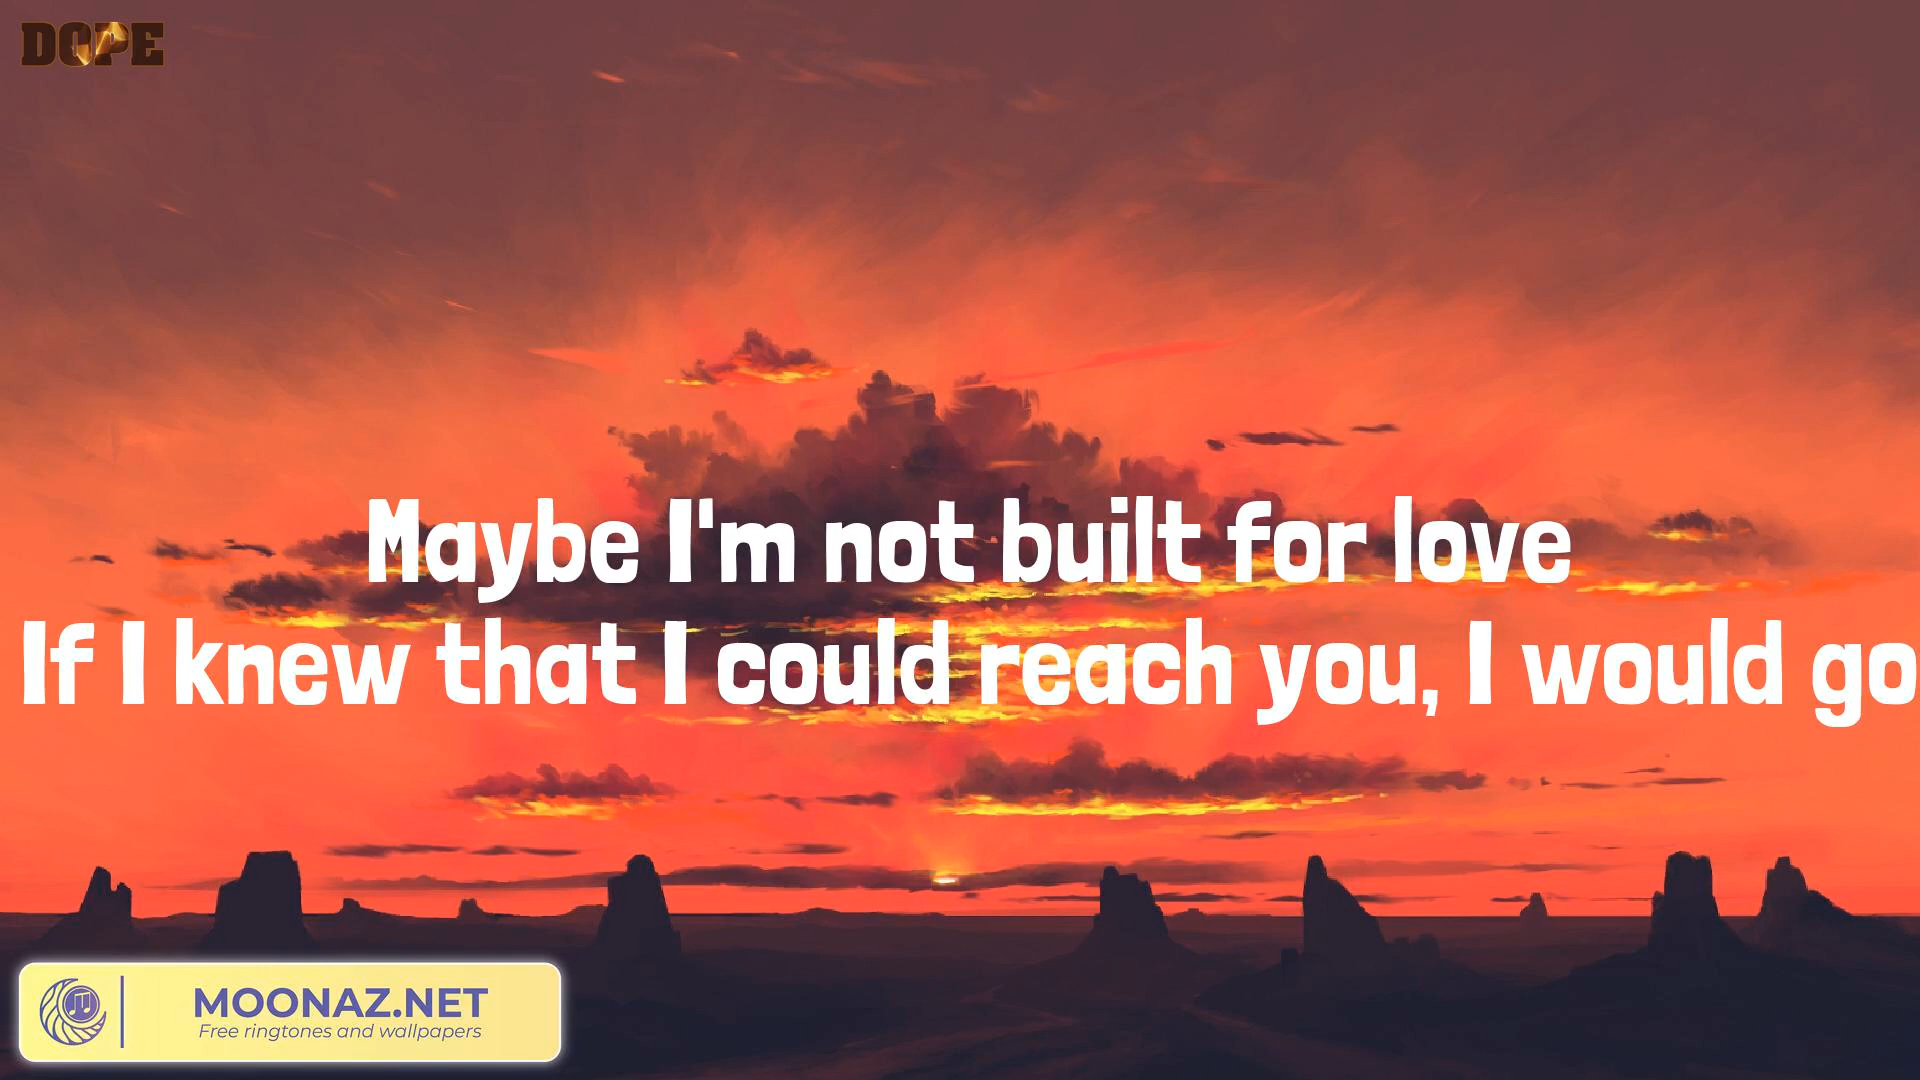 DOPE
Maybe I'm not built for love
If I knew that I could reach you, I would go
MOONAZ.NET
Free ringtones and wallpapers